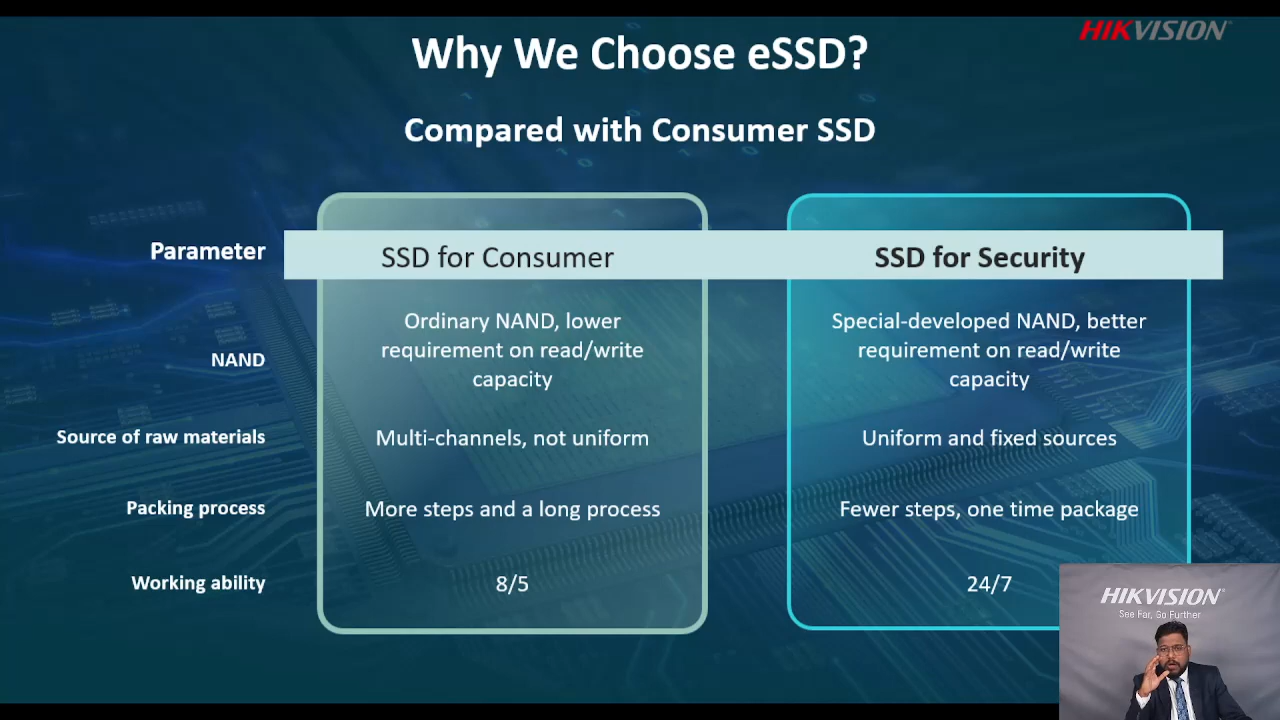 HIKVISION
Why We Choose eSSD?
Compared with Consumer SSD
Parameter
SSD for Consumer
SSD for Security
NAND
Ordinary NAND, lower
requirement on read/write
capacity
Special-developed NAND, better
requirement on read/write
capacity
Source of raw materials
Multi-channels, not uniform
Uniform and fixed sources
Packing process
More steps and a long process
Fewer steps, one time package
Working ability
8/5
24/7
HIKVISION
See Far, Go Further